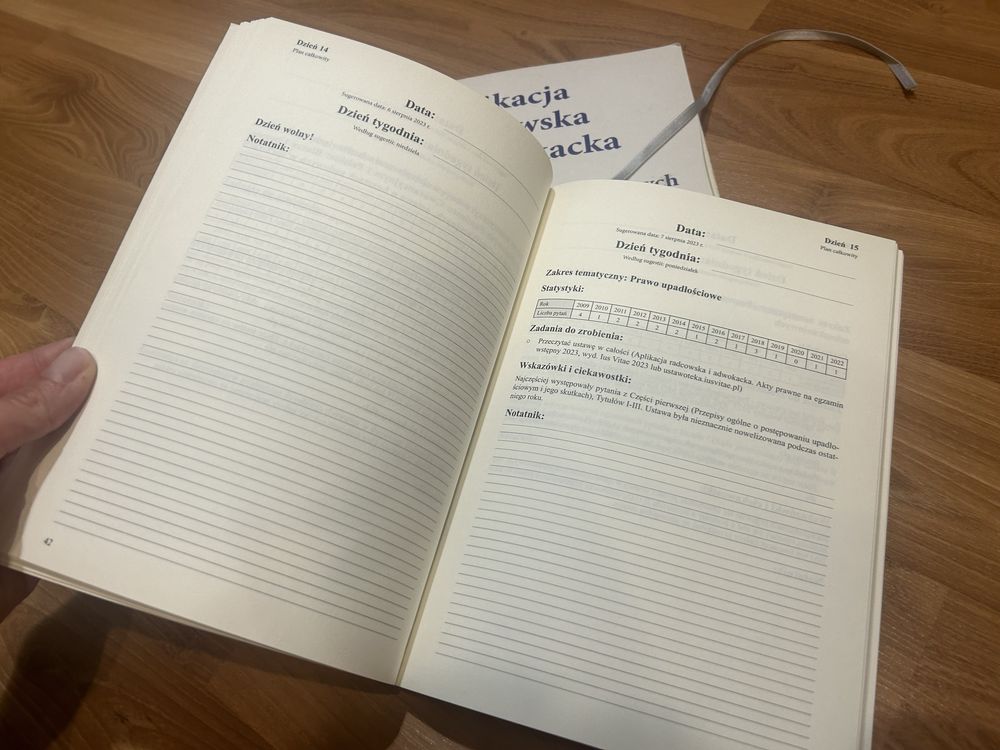 Dzień 14
Plan całkowity
Data:
Sugerowana data: 6 sierpnia 2023 r.
Dzień tygodnia:
Według sugestii: niedziela
Dzień wolny!
Notatnik:
42
kacja
wska
acka
ych
Data:
Sugerowana data: 7 sierpnia 2023 r.
Dzień 15
Plan całkowity
Dzień tygodnia:
Według sugestii: poniedziałek
Zakres tematyczny: Prawo upadłościowe
Statystyki:
Rok 2009 2010 2011 2012 2013 2014 2015 2016 2017 2018 2019 2020 2021 2022
Liczba pytań 4 1 2 2 2 2 1 2 1 3 1 0 1 1
Zadania do zrobienia:
o Przeczytać ustawę w całości (Aplikacja radcowska i adwokacka. Akty prawne na egzamin
wstępny 2023, wyd. Ius Vitae 2023 lub ustawoteka.iusvitae.pl)
Wskazówki i ciekawostki:
Najczęściej występowały pytania z Części pierwszej (Przepisy ogólne o postępowaniu upadło-
ściowym i jego skutkach), Tytułów I-III. Ustawa była nieznacznie nowelizowana podczas ostat-
niego roku.
Notatnik: